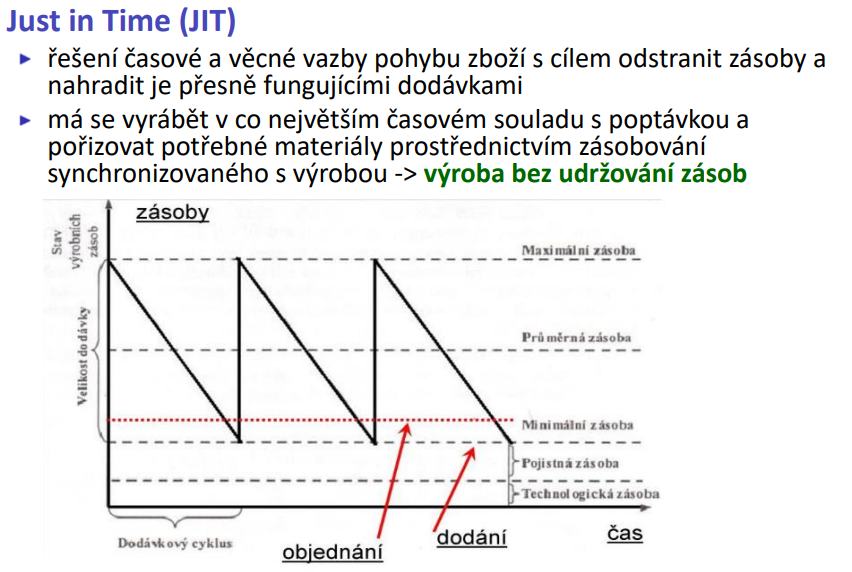 Just in Time (JIT)
řešení časové a věcné vazby pohybu zboží s cílem odstranit zásoby a
nahradit je přesně fungujícími dodávkami
má se vyrábět v co největším časovém souladu s poptávkou a
pořizovat potřebné materiály prostřednictvím zásobování
synchronizovaného s výrobou -> výroba bez udržování zásob
zásoby
Stav
výrobních
zásob
Maximální zásoba
Velikost dodávky
Průměrná zásoba
Minimální zásoba
Pojistná zásoba
Technologická zásoba
Dodávkový cyklus
objednání
dodání
čas